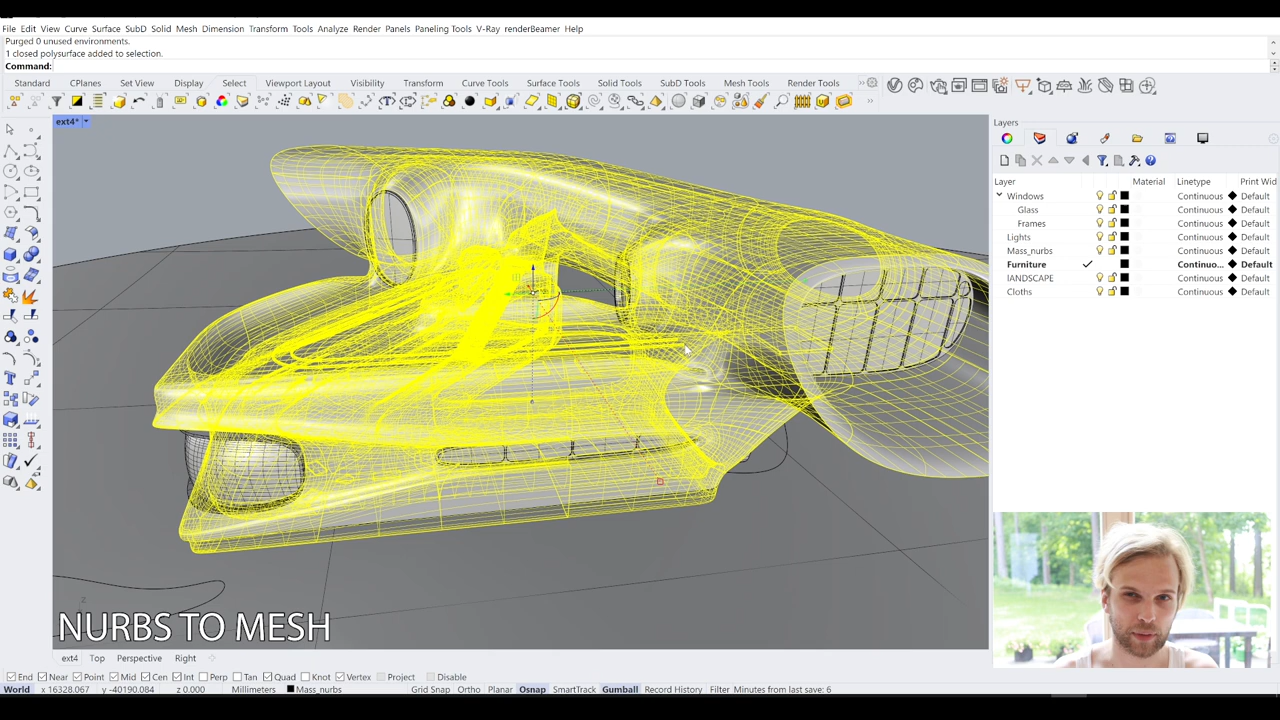 File Edit View Curve Surface SubD Solid Mesh Dimension Transform Tools Analyze Render Panels Paneling Tools V-Ray renderBeamer Help
Purged 0 unused environments.
1 closed polysurface added to selection.
Command:
Standard CPlanes Set View Display Select Viewport Layout Visibility Transform Curve Tools Surface Tools Solid Tools SubD Tools Mesh Tools Render Tools
ext4*
Layers
Layer Material Linetype Print Wid
Windows Continuous Default
Glass Continuous Default
Frames Continuous Default
Lights Continuous Default
Mass_nurbs Continuous Default
Furniture Continuo... Default
lANDSCAPE Continuous Default
Cloths Continuous Default
NURBS TO MESH
ext4 Top Perspective Right
End Near Point Mid Cen Int Perp Tan Quad Knot Vertex Project Disable
World x 16328.067 y -40190.084 z 0.000 Millimeters Mass_nurbs Grid Snap Ortho Planar Osnap SmartTrack Gumball Record History Filter Minutes from last save: 6